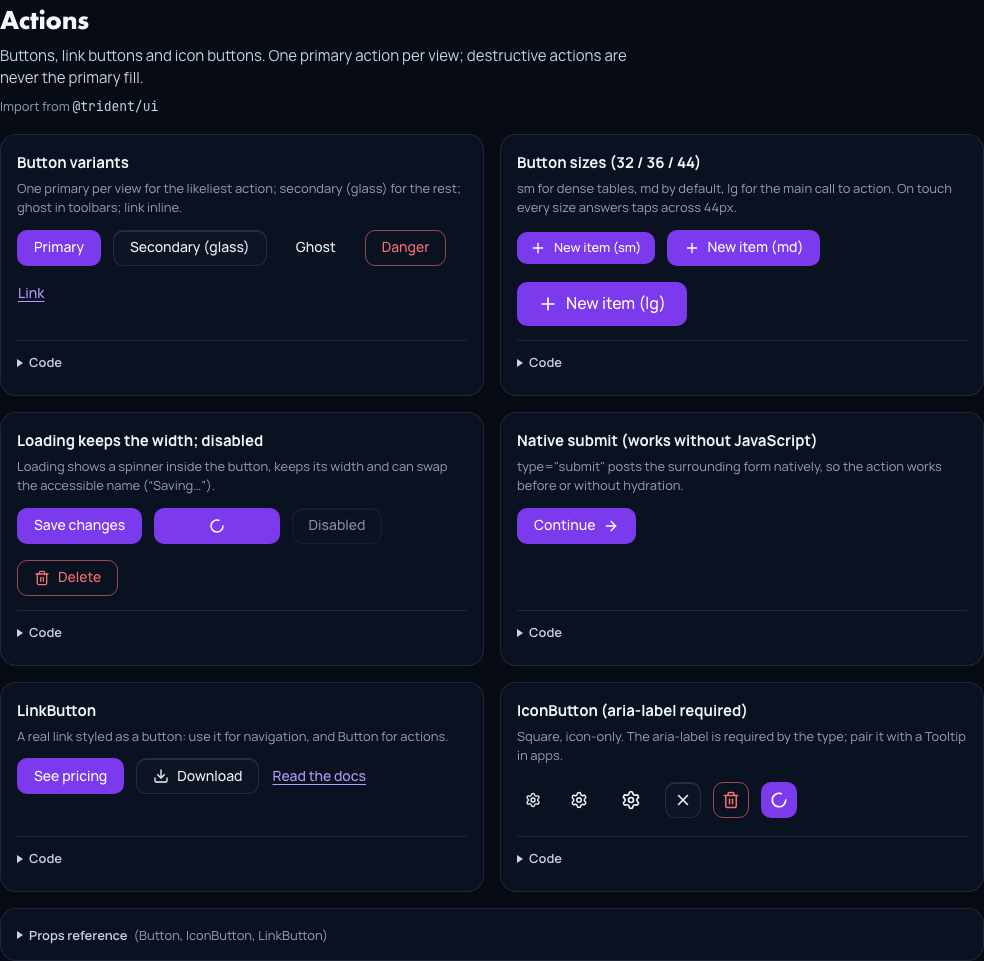 Actions
Buttons, link buttons and icon buttons. One primary action per view; destructive actions are
never the primary fill.
Import from @trident/ui
Button variants
One primary per view for the likeliest action; secondary (glass) for the rest;
ghost in toolbars; link inline.
Primary
Secondary (glass)
Ghost
Danger
Link
Code
Button sizes (32 / 36 / 44)
sm for dense tables, md by default, lg for the main call to action. On touch
every size answers taps across 44px.
New item (sm)
New item (md)
New item (lg)
Code
Loading keeps the width; disabled
Loading shows a spinner inside the button, keeps its width and can swap
the accessible name (“Saving…”).
Save changes
Disabled
Delete
Code
Native submit (works without JavaScript)
type="submit" posts the surrounding form natively, so the action works
before or without hydration.
Continue
Code
LinkButton
A real link styled as a button: use it for navigation, and Button for actions.
See pricing
Download
Read the docs
Code
IconButton (aria-label required)
Square, icon-only. The aria-label is required by the type; pair it with a Tooltip
in apps.
Code
Props reference (Button, IconButton, LinkButton)